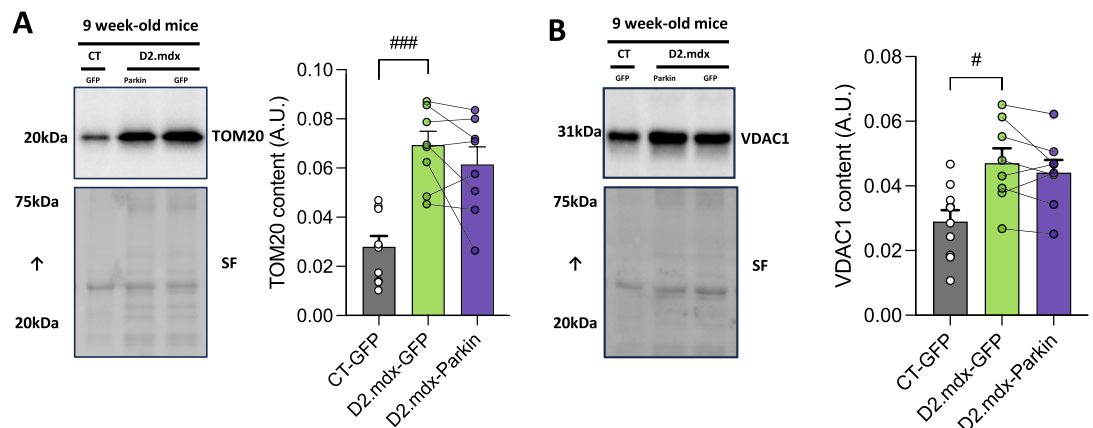 A
9 week-old mice
CT D2.mdx
GFP Parkin GFP
20kDa
TOM20
75kDa
↑
SF
20kDa
###
TOM20 content (A.U.)
0.10
0.08
0.06
0.04
0.02
0.00
CT-GFP
D2.mdx-GFP
D2.mdx-Parkin
B
9 week-old mice
CT D2.mdx
GFP Parkin GFP
31kDa
VDAC1
75kDa
↑
SF
20kDa
#
VDAC1 content (A.U.)
0.08
0.06
0.04
0.02
0.00
CT-GFP
D2.mdx-GFP
D2.mdx-Parkin